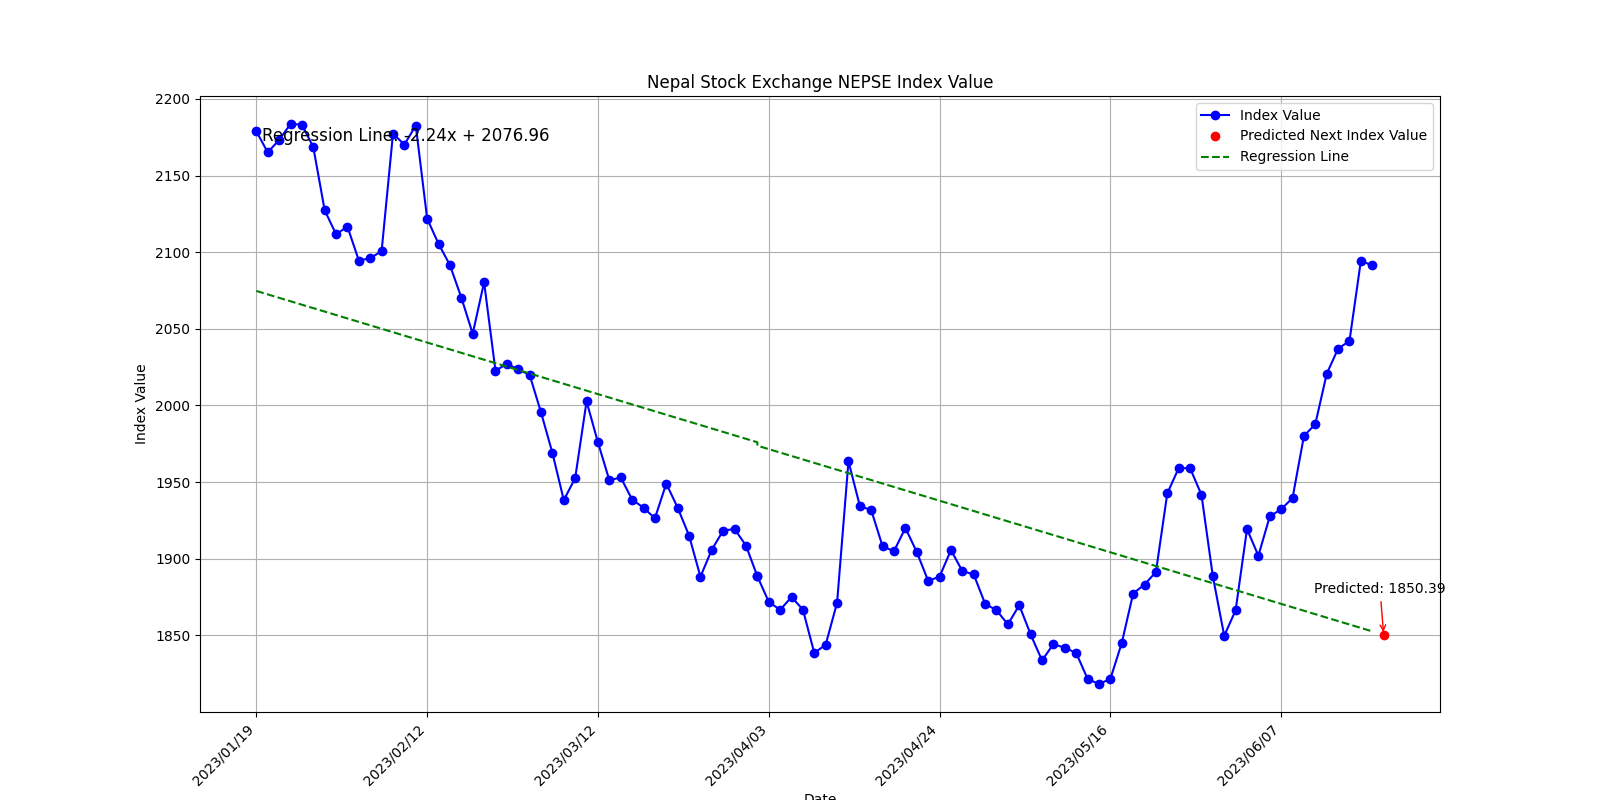 Nepal Stock Exchange NEPSE Index Value
Regression Line: -2.24x + 2076.96
Index Value
Predicted Next Index Value
Regression Line
2200
2150
2100
2050
2000
1950
1900
1850
Index Value
Predicted: 1850.39
2023/01/19
2023/02/12
2023/03/12
2023/04/03
2023/04/24
2023/05/16
2023/06/07
Date